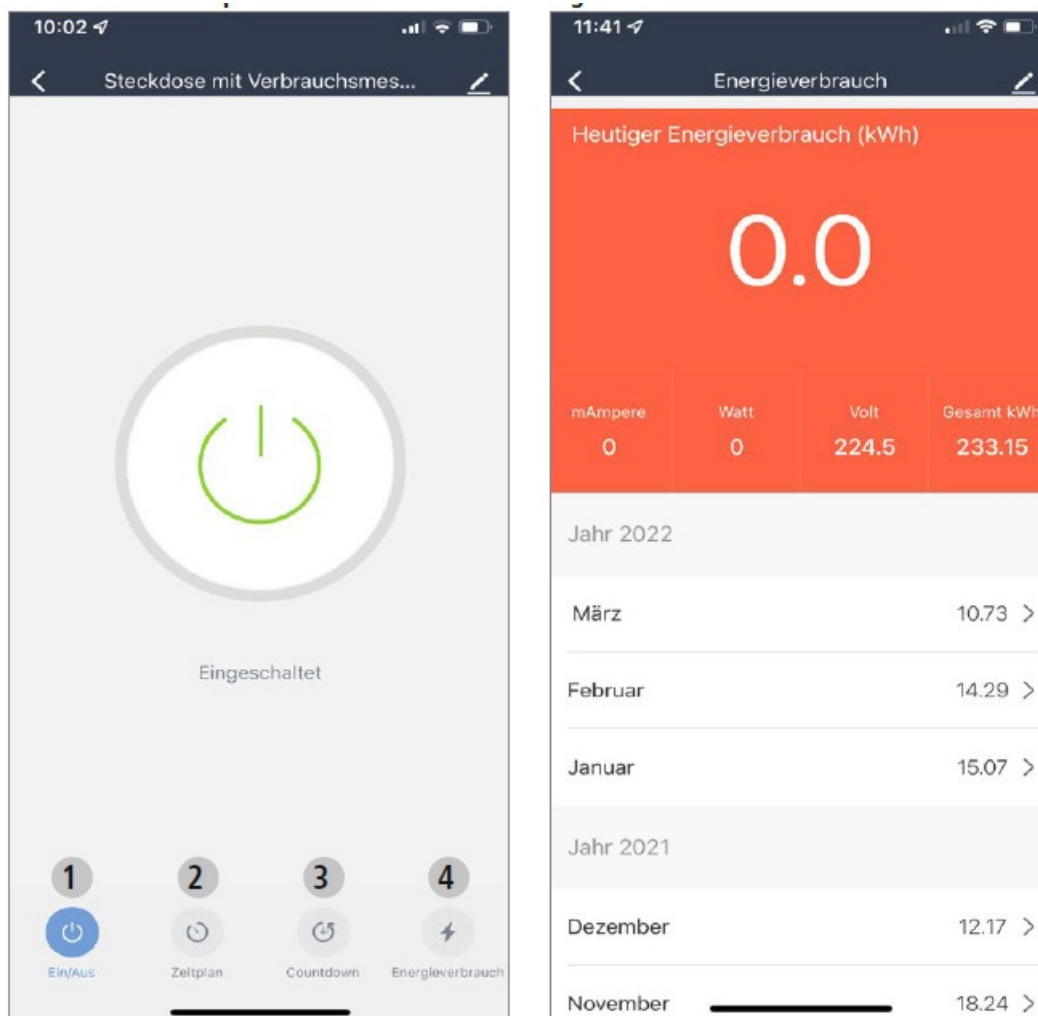 10:02
Steckdose mit Verbrauchsmes...
Eingeschaltet
1
2
3
4
Ein/Aus
Zeitplan
Countdown
Energieverbrauch
11:41
Energieverbrauch
Heutiger Energieverbrauch (kWh)
0.0
mAmpere
Watt
Volt
Gesamt kWh
0
0
224.5
233.15
Jahr 2022
März 10.73 >
Februar 14.29 >
Januar 15.07 >
Jahr 2021
Dezember 12.17 >
November 18.24 >